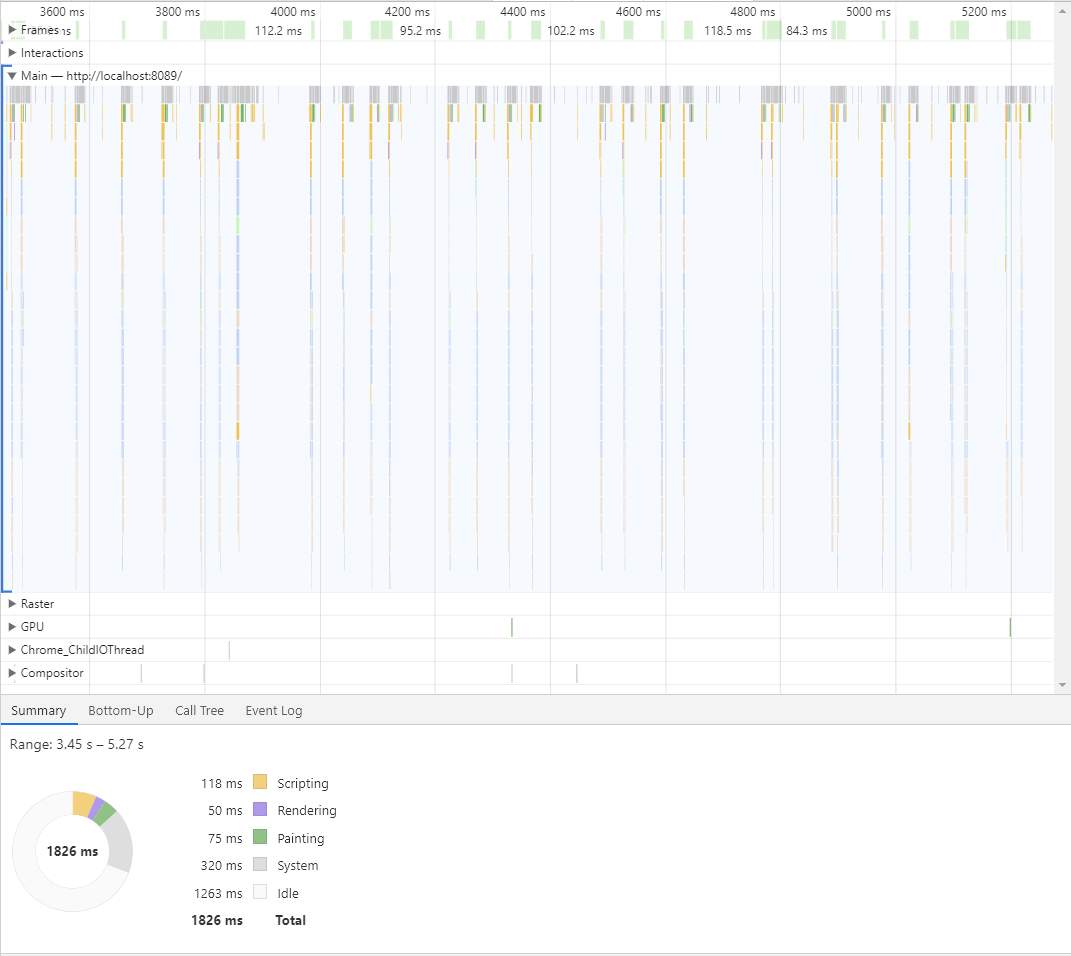 3600 ms 3800 ms 4000 ms 4200 ms 4400 ms 4600 ms 4800 ms 5000 ms 5200 ms
Frames ns 112.2 ms 95.2 ms 102.2 ms 118.5 ms 84.3 ms
Interactions
Main — http://localhost:8089/
Raster
GPU
Chrome_ChildIOThread
Compositor
Summary Bottom-Up Call Tree Event Log
Range: 3.45 s – 5.27 s
118 ms Scripting
50 ms Rendering
75 ms Painting
320 ms System
1263 ms Idle
1826 ms Total
1826 ms